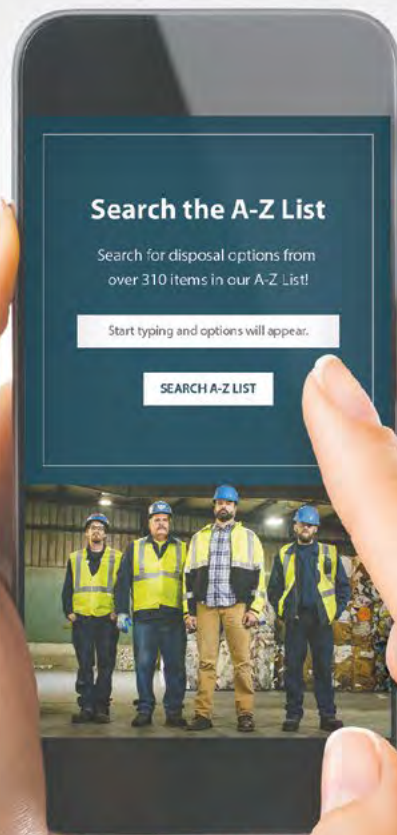 Search the A-Z List
Search for disposal options from
over 310 items in our A-Z List!
Start typing and options will appear.
SEARCH A-Z LIST